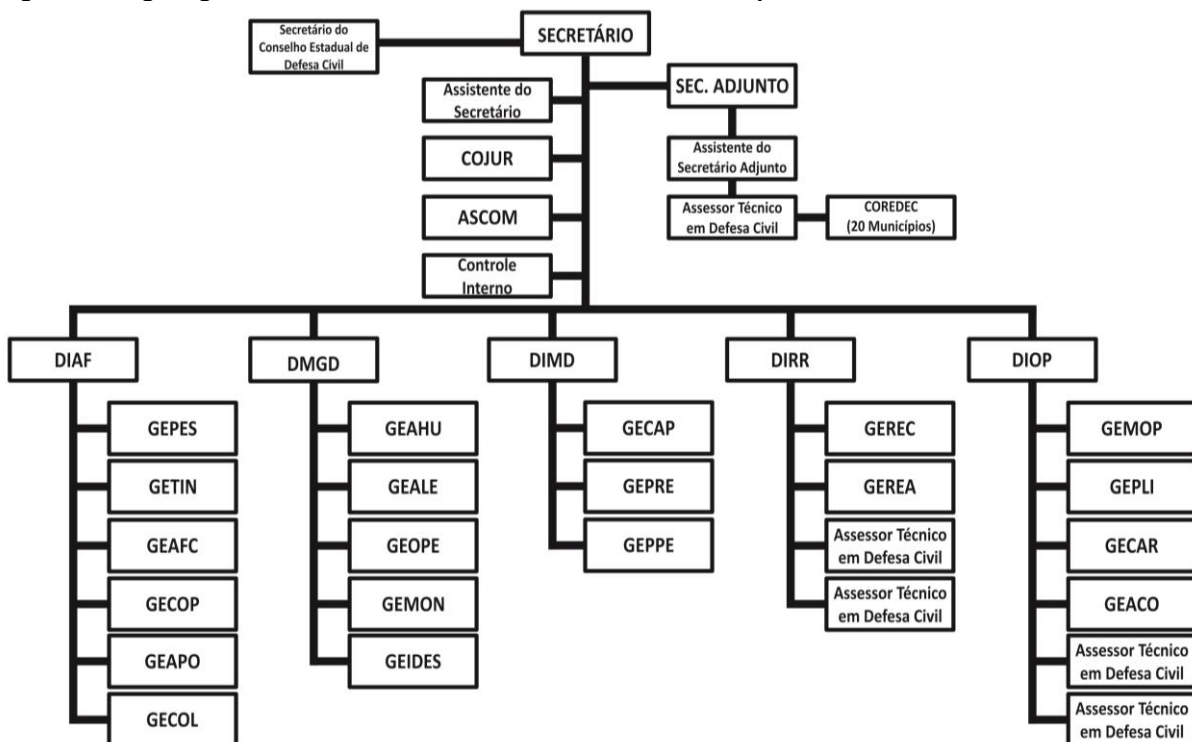 SECRETÁRIO
Secretário do
Conselho Estadual de
Defesa Civil
SEC. ADJUNTO
Assistente do
Secretário
Assistente do
Secretário Adjunto
COJUR
Assessor Técnico
em Defesa Civil
COREDEC
(20 Municípios)
ASCOM
Controle
Interno
DIAF
DMGD
DIMD
DIRR
DIOP
GEPES
GETIN
GEAFC
GECOP
GEAPO
GECOL
GEAHU
GEALE
GEOPE
GEMON
GEIDES
GECAP
GEPRE
GEPPE
GEREC
GEREA
Assessor Técnico
em Defesa Civil
Assessor Técnico
em Defesa Civil
GEMOP
GEPLI
GECAR
GEACO
Assessor Técnico
em Defesa Civil
Assessor Técnico
em Defesa Civil